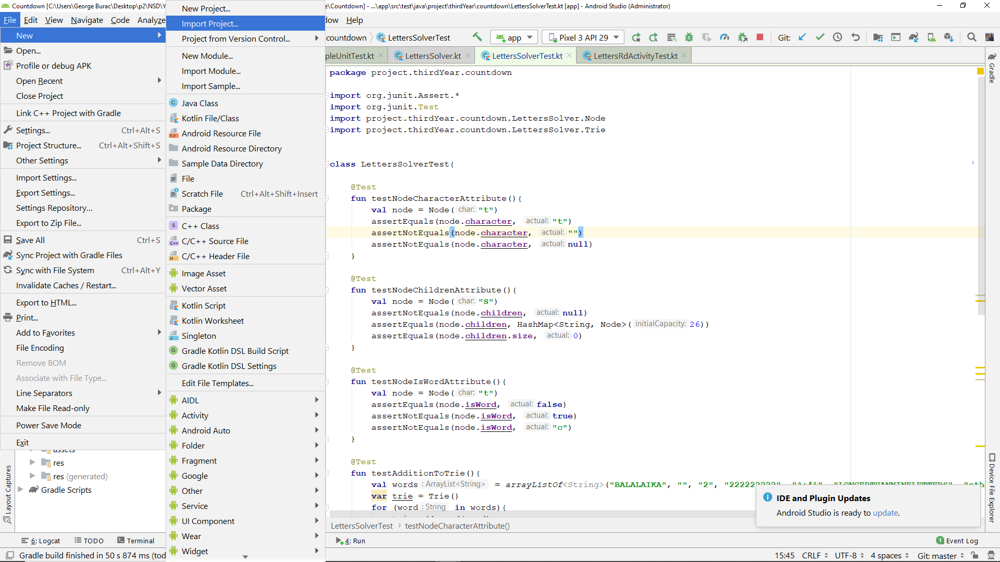 Countdown [C:\Users\George Burac\Desktop\p2\NSD\Y
e\Countdown] - ...\app\src\test\java\project\thirdYear\countdown\LettersSolverTest.kt [app] - Android Studio (Administrator)
File Edit View Navigate Code Analyze
Help
New
Open...
Profile or debug APK
Open Recent
Close Project
Link C++ Project with Gradle
Settings... Ctrl+Alt+S
Project Structure... Ctrl+Alt+Shift+S
Other Settings
Import Settings...
Export Settings...
Settings Repository...
Export to Zip File...
Save All Ctrl+S
Sync Project with Gradle Files
Sync with File System Ctrl+Alt+Y
Invalidate Caches / Restart...
Export to HTML...
Print...
Add to Favorites
File Encoding
Remove BOM
Associate with File Type...
Line Separators
Make File Read-only
Power Save Mode
Exit
New Project...
Import Project...
Project from Version Control...
New Module...
Import Module...
Import Sample...
Java Class
Kotlin File/Class
Android Resource File
Android Resource Directory
Sample Data Directory
File
Scratch File Ctrl+Alt+Shift+Insert
Package
C++ Class
C/C++ Source File
C/C++ Header File
Image Asset
Vector Asset
Kotlin Script
Kotlin Worksheet
Singleton
Gradle Kotlin DSL Build Script
Gradle Kotlin DSL Settings
Edit File Templates...
AIDL
Activity
Android Auto
Folder
Fragment
Google
Other
Service
UI Component
Wear
Widget
countdown LettersSolverTest app Pixel 3 API 29 Git:
pleUnitTest.kt LettersSolver.kt LettersSolverTest.kt LettersRdActivityTest.kt
package project.thirdYear.countdown
import org.junit.Assert.*
import org.junit.Test
import project.thirdYear.countdown.LettersSolver.Node
import project.thirdYear.countdown.LettersSolver.Trie
class LettersSolverTest{
@Test
fun testNodeCharacterAttribute(){
val node = Node( char: "t")
assertEquals(node.character, actual: "t")
assertNotEquals(node.character, actual: "")
assertNotEquals(node.character, actual: null)
}
@Test
fun testNodeChildrenAttribute(){
val node = Node( char: "S")
assertNotEquals(node.children, actual: null)
assertEquals(node.children, HashMap<String, Node>( initialCapacity: 26))
assertEquals(node.children.size, actual: 0)
}
@Test
fun testNodeIsWordAttribute(){
val node = Node( char: "t")
assertEquals(node.isWord, actual: false)
assertNotEquals(node.isWord, actual: true)
assertNotEquals(node.isWord, actual: "c")
}
@Test
fun testAdditionToTrie(){
val words : ArrayList<String> = arrayListOf<String>("BALALAIKA", "", "2",
var trie = Trie()
for (word : String in words){
LettersSolverTest testNodeCharacterAttribute()
assets
res
res (generated)
Gradle Scripts
Layout Captures
Gradle
Device File Explorer
IDE and Plugin Updates
Android Studio is ready to update.
6: Logcat TODO Terminal 4: Run 1 Event Log
Gradle build finished in 50 s 874 ms (tod
15:45 CRLF UTF-8 4 spaces Git: master